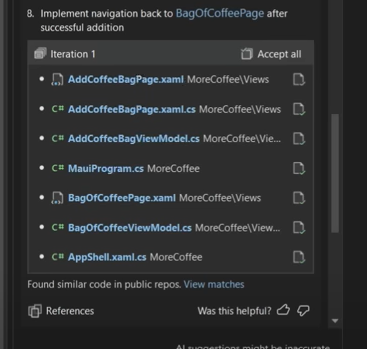 8. Implement navigation back to BagOfCoffeePage after
successful addition
Iteration 1 Accept all
AddCoffeeBagPage.xaml MoreCoffee\Views
C# AddCoffeeBagPage.xaml.cs MoreCoffee\Views
C# AddCoffeeBagViewModel.cs MoreCoffee\Vie...
C# MauiProgram.cs MoreCoffee
BagOfCoffeePage.xaml MoreCoffee\Views
C# BagOfCoffeeViewModel.cs MoreCoffee\View...
C# AppShell.xaml.cs MoreCoffee
Found similar code in public repos. View matches
References Was this helpful?
AI suggestions might be inaccurate